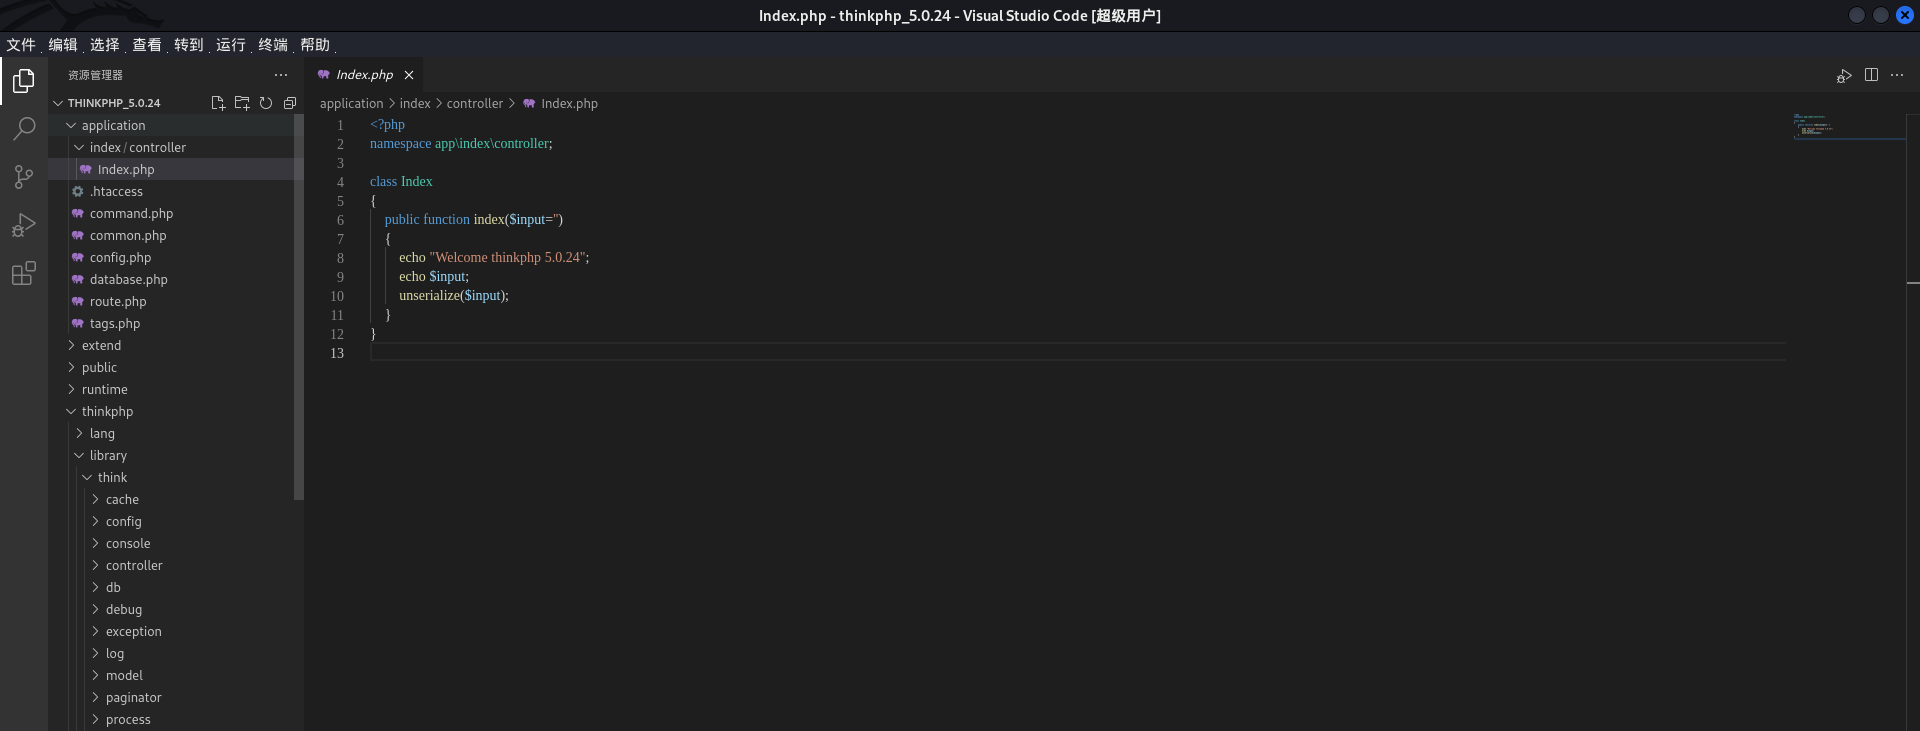 Index.php - thinkphp_5.0.24 - Visual Studio Code [超级用户]
文件 编辑 选择 查看 转到 运行 终端 帮助
资源管理器
THINKPHP_5.0.24
application
index / controller
Index.php
.htaccess
command.php
common.php
config.php
database.php
route.php
tags.php
extend
public
runtime
thinkphp
lang
library
think
cache
config
console
controller
db
debug
exception
log
model
paginator
process
Index.php
application > index > controller > Index.php
1 <?php
2 namespace app\index\controller;
3
4 class Index
5 {
6 public function index($input='')
7 {
8 echo "Welcome thinkphp 5.0.24";
9 echo $input;
10 unserialize($input);
11 }
12 }
13